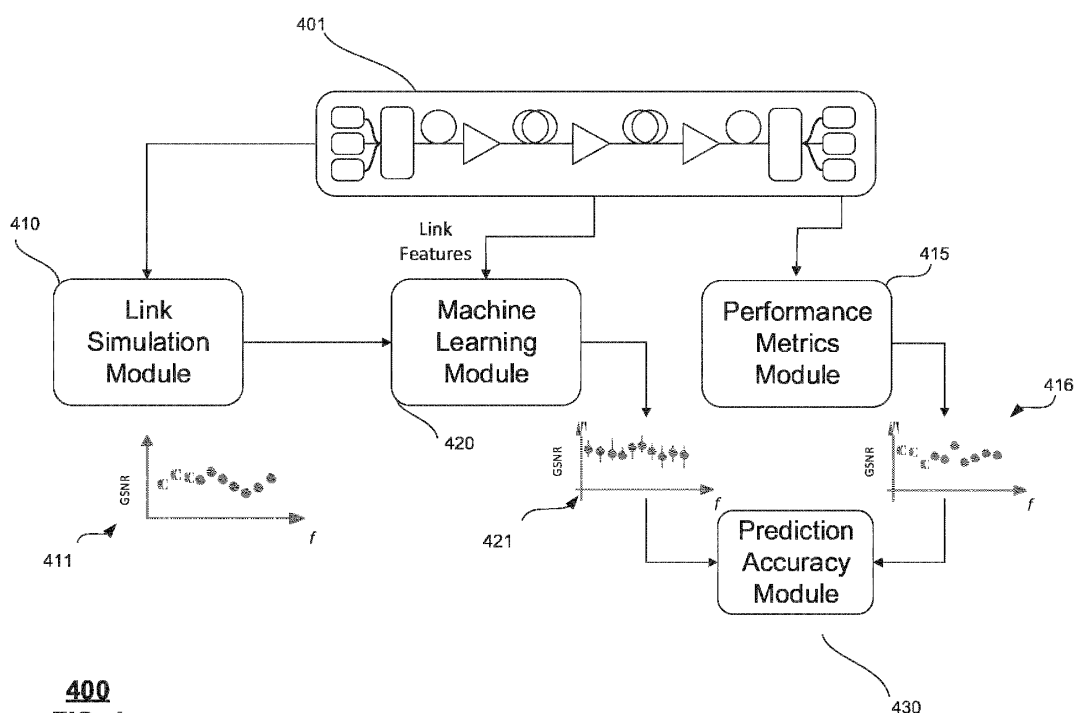 401
410
Link
Features
415
Link
Simulation
Module
Machine
Learning
Module
Performance
Metrics
Module
416
420
GSNR
f
411
GSNR
f
421
GSNR
f
Prediction
Accuracy
Module
400
430